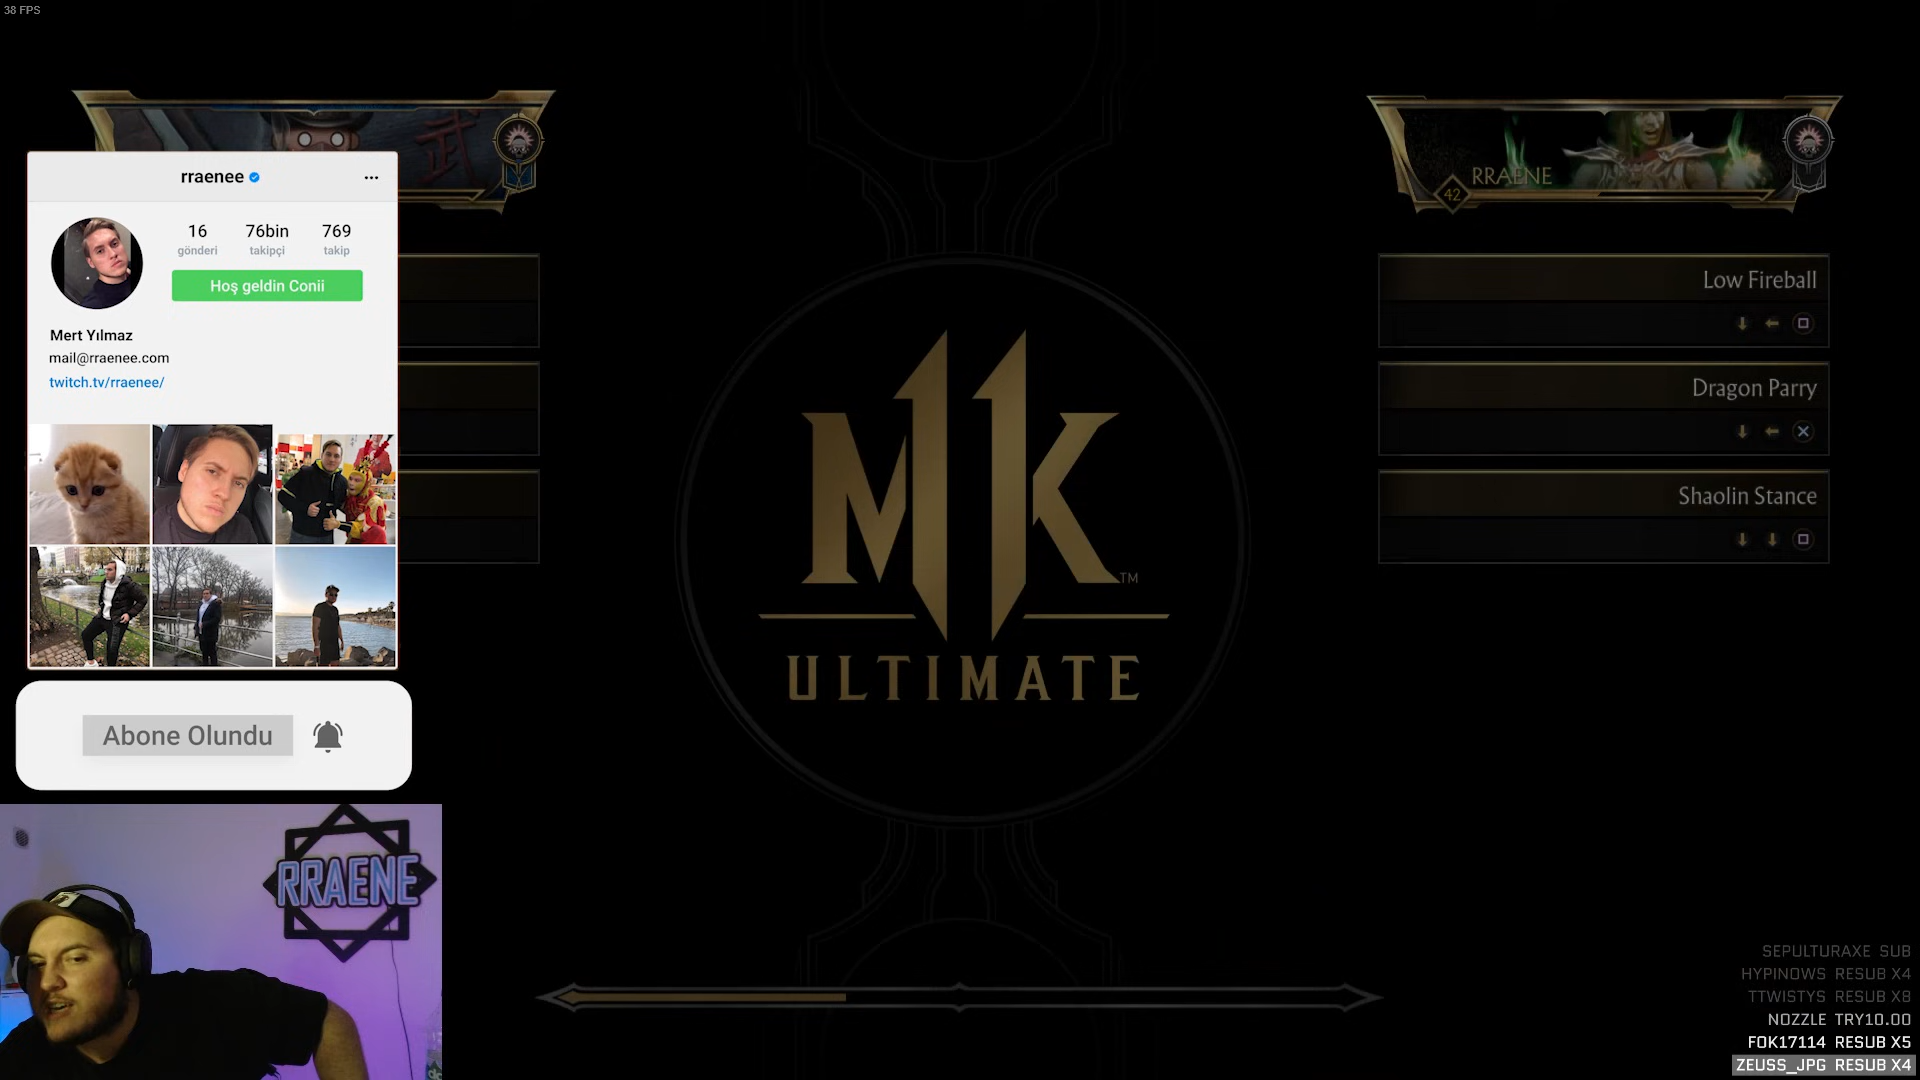 38 FPS
rraenee
...
16
76bin
769
gönderi
takipçi
takip
Hoş geldin Conii
Mert Yılmaz
mail@rraenee.com
twitch.tv/rraenee/
Abone Olundu
RRAENE
武
MK
11
TM
ULTIMATE
RRAENE
42
Low Fireball
Dragon Parry
Shaolin Stance
SEPULTURAXE SUB
HYPINOWS RESUB X4
TTWISTYS RESUB X8
NOZZLE TRY10.00
FOK17114 RESUB X5
ZEUSS_JPG RESUB X4